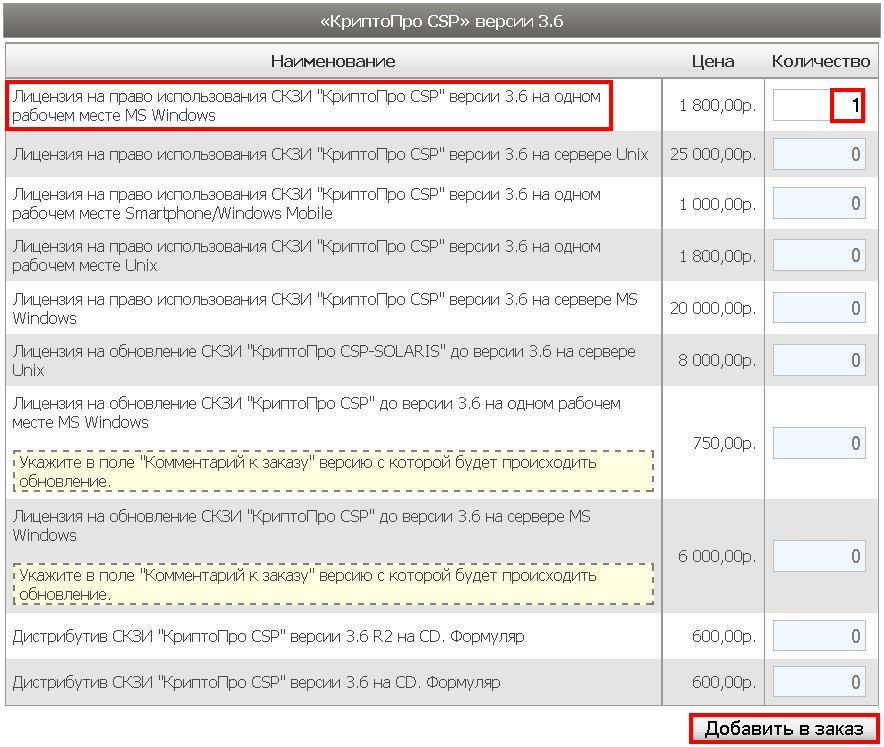 «КриптоПро CSP» версии 3.6
Наименование Цена Количество
Лицензия на право использования СКЗИ "КриптоПро CSP" версии 3.6 на одном
рабочем месте MS Windows
1 800,00р. 1
Лицензия на право использования СКЗИ "КриптоПро CSP" версии 3.6 на сервере Unix 25 000,00р. 0
Лицензия на право использования СКЗИ "КриптоПро CSP" версии 3.6 на одном
рабочем месте Smartphone/Windows Mobile
1 000,00р. 0
Лицензия на право использования СКЗИ "КриптоПро CSP" версии 3.6 на одном
рабочем месте Unix
1 800,00р. 0
Лицензия на право использования СКЗИ "КриптоПро CSP" версии 3.6 на сервере MS
Windows
20 000,00р. 0
Лицензия на обновление СКЗИ "КриптоПро CSP-SOLARIS" до версии 3.6 на сервере
Unix
8 000,00р. 0
Лицензия на обновление СКЗИ "КриптоПро CSP" до версии 3.6 на одном рабочем
месте MS Windows
Укажите в поле "Комментарий к заказу" версию с которой будет происходить
обновление.
750,00р. 0
Лицензия на обновление СКЗИ "КриптоПро CSP" до версии 3.6 на сервере MS
Windows
Укажите в поле "Комментарий к заказу" версию с которой будет происходить
обновление.
6 000,00р. 0
Дистрибутив СКЗИ "КриптоПро CSP" версии 3.6 R2 на CD. Формуляр 600,00р. 0
Дистрибутив СКЗИ "КриптоПро CSP" версии 3.6 на CD. Формуляр 600,00р. 0
Добавить в заказ